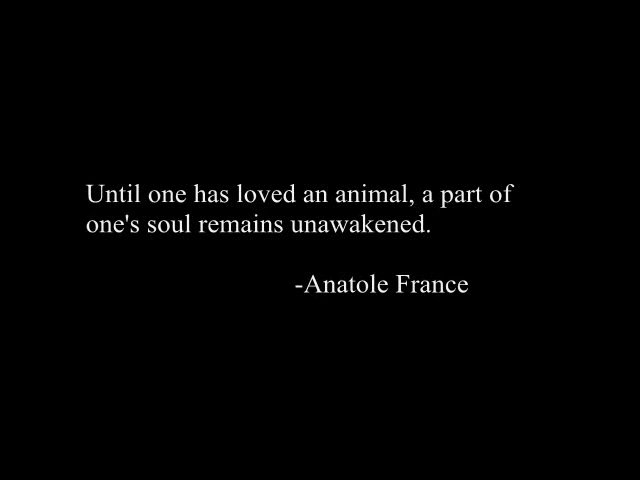 Until one has loved an animal, a part of
one's soul remains unawakened.
-Anatole France